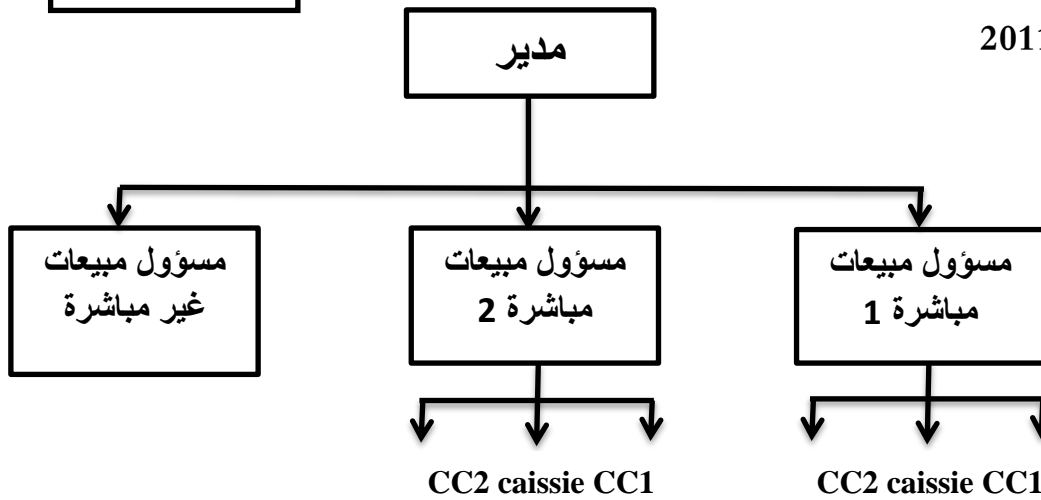 2011
مدير
مسؤول مبيعات
مباشرة 1
مسؤول مبيعات
مباشرة 2
مسؤول مبيعات
غير مباشرة
CC2 caissie CC1
CC2 caissie CC1